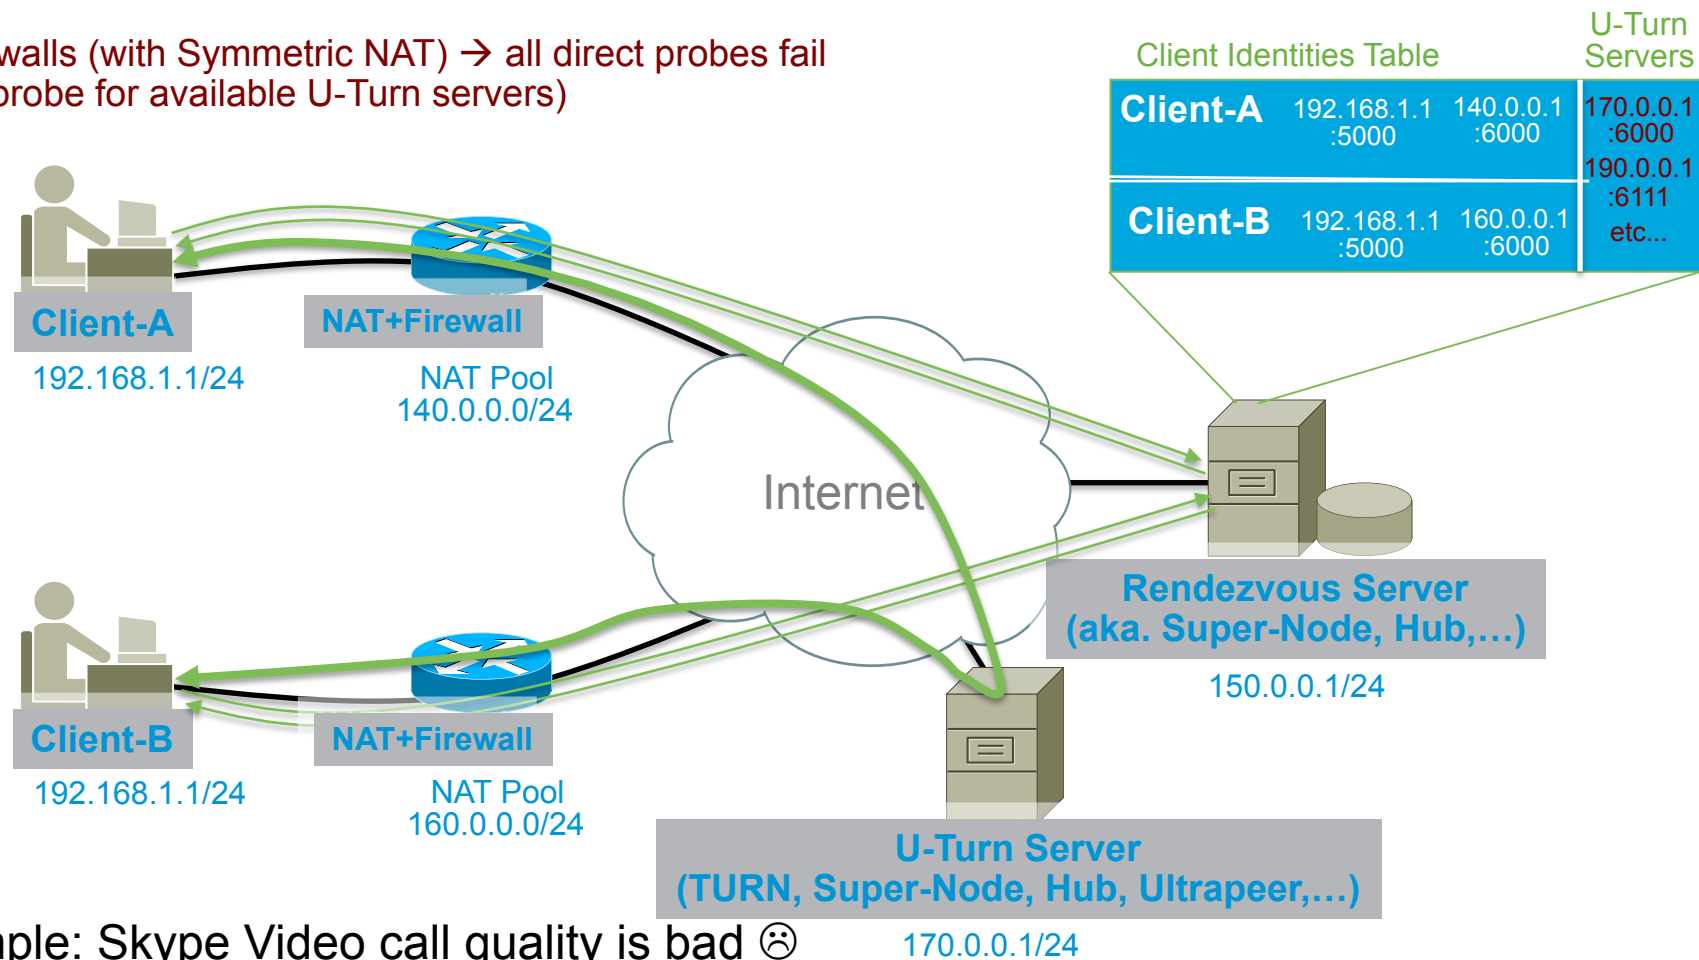 walls (with Symmetric NAT) → all direct probes fail
probe for available U-Turn servers)
U-Turn
Servers
Client Identities Table
Client-A 192.168.1.1 :5000 140.0.0.1 :6000
170.0.0.1
:6000
190.0.0.1
:6111
etc...
Client-B 192.168.1.1 :5000 160.0.0.1 :6000
Client-A
NAT+Firewall
192.168.1.1/24
NAT Pool
140.0.0.0/24
Internet
Rendezvous Server
(aka. Super-Node, Hub,…)
150.0.0.1/24
Client-B
NAT+Firewall
192.168.1.1/24
NAT Pool
160.0.0.0/24
U-Turn Server
(TURN, Super-Node, Hub, Ultrapeer,…)
170.0.0.1/24
mple: Skype Video call quality is bad ☹